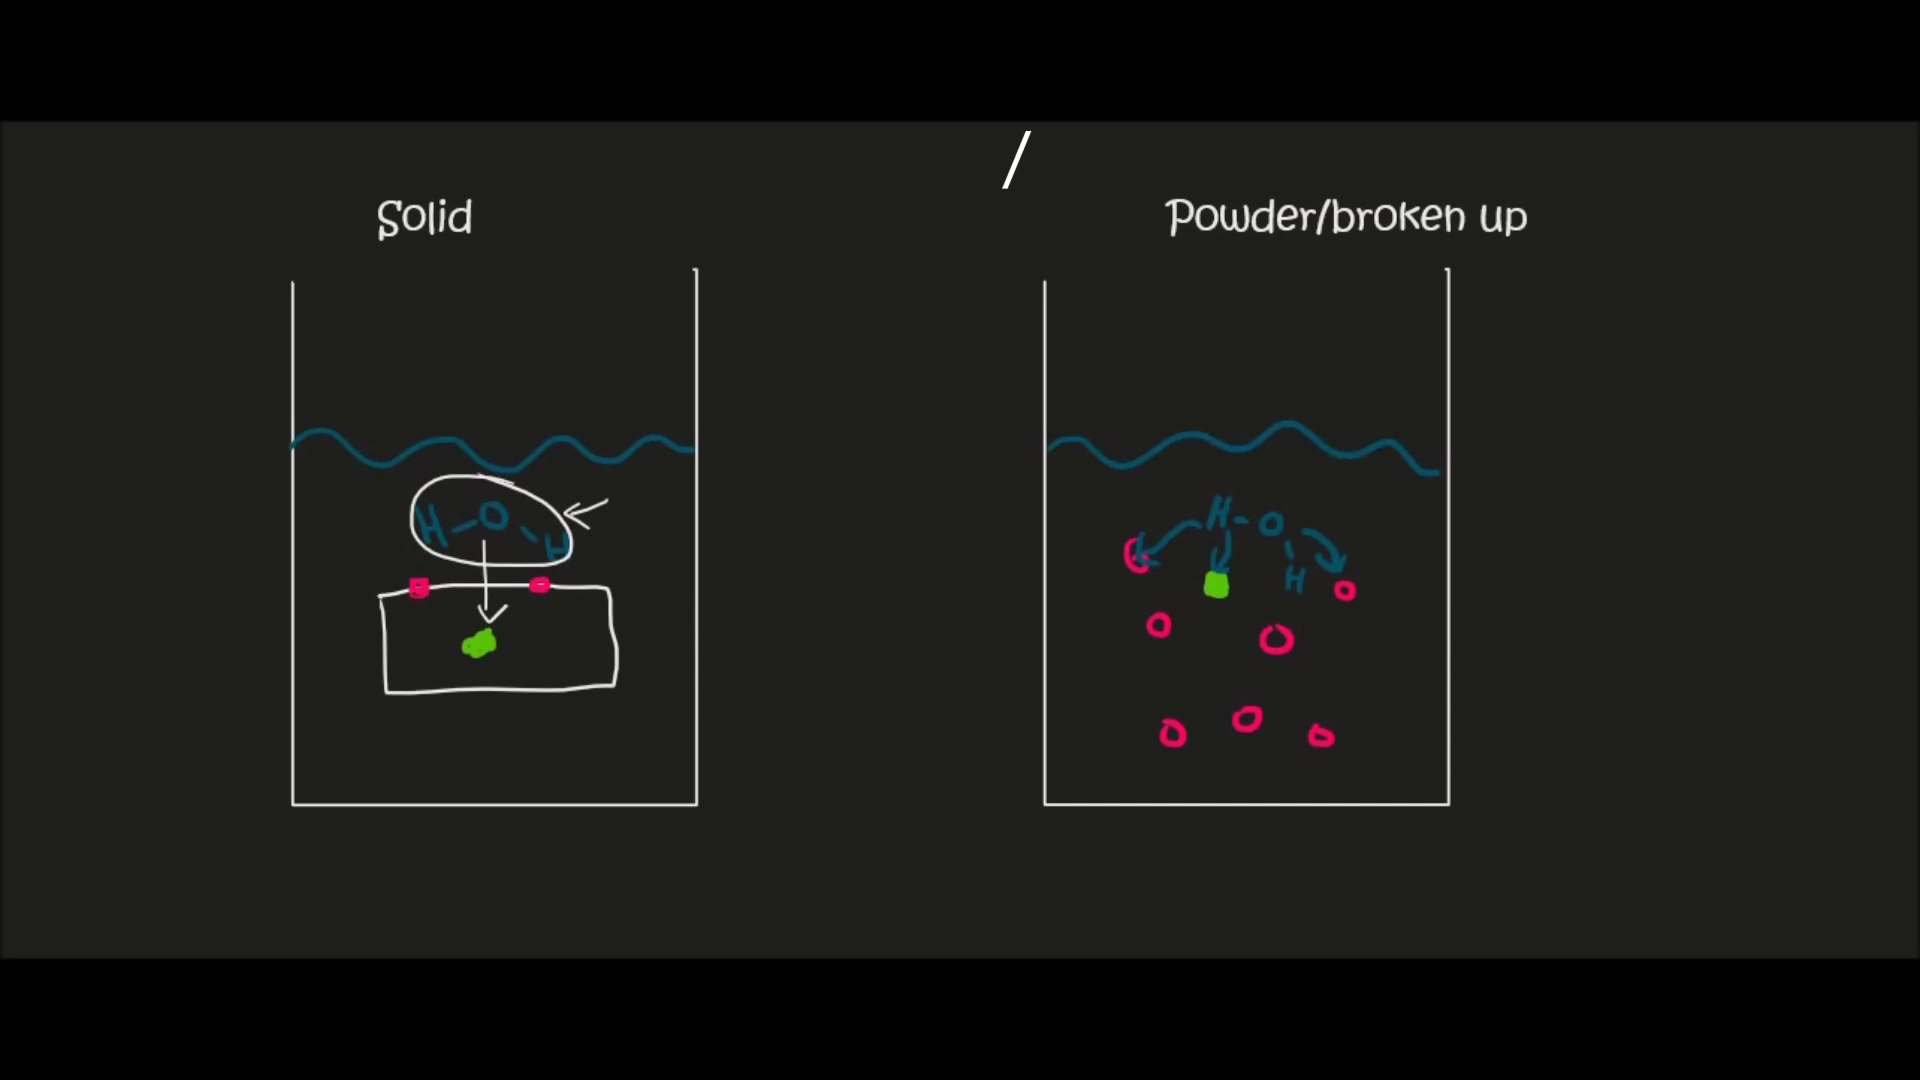 /
Solid
Powder/broken up
H-O-H
H-O
H